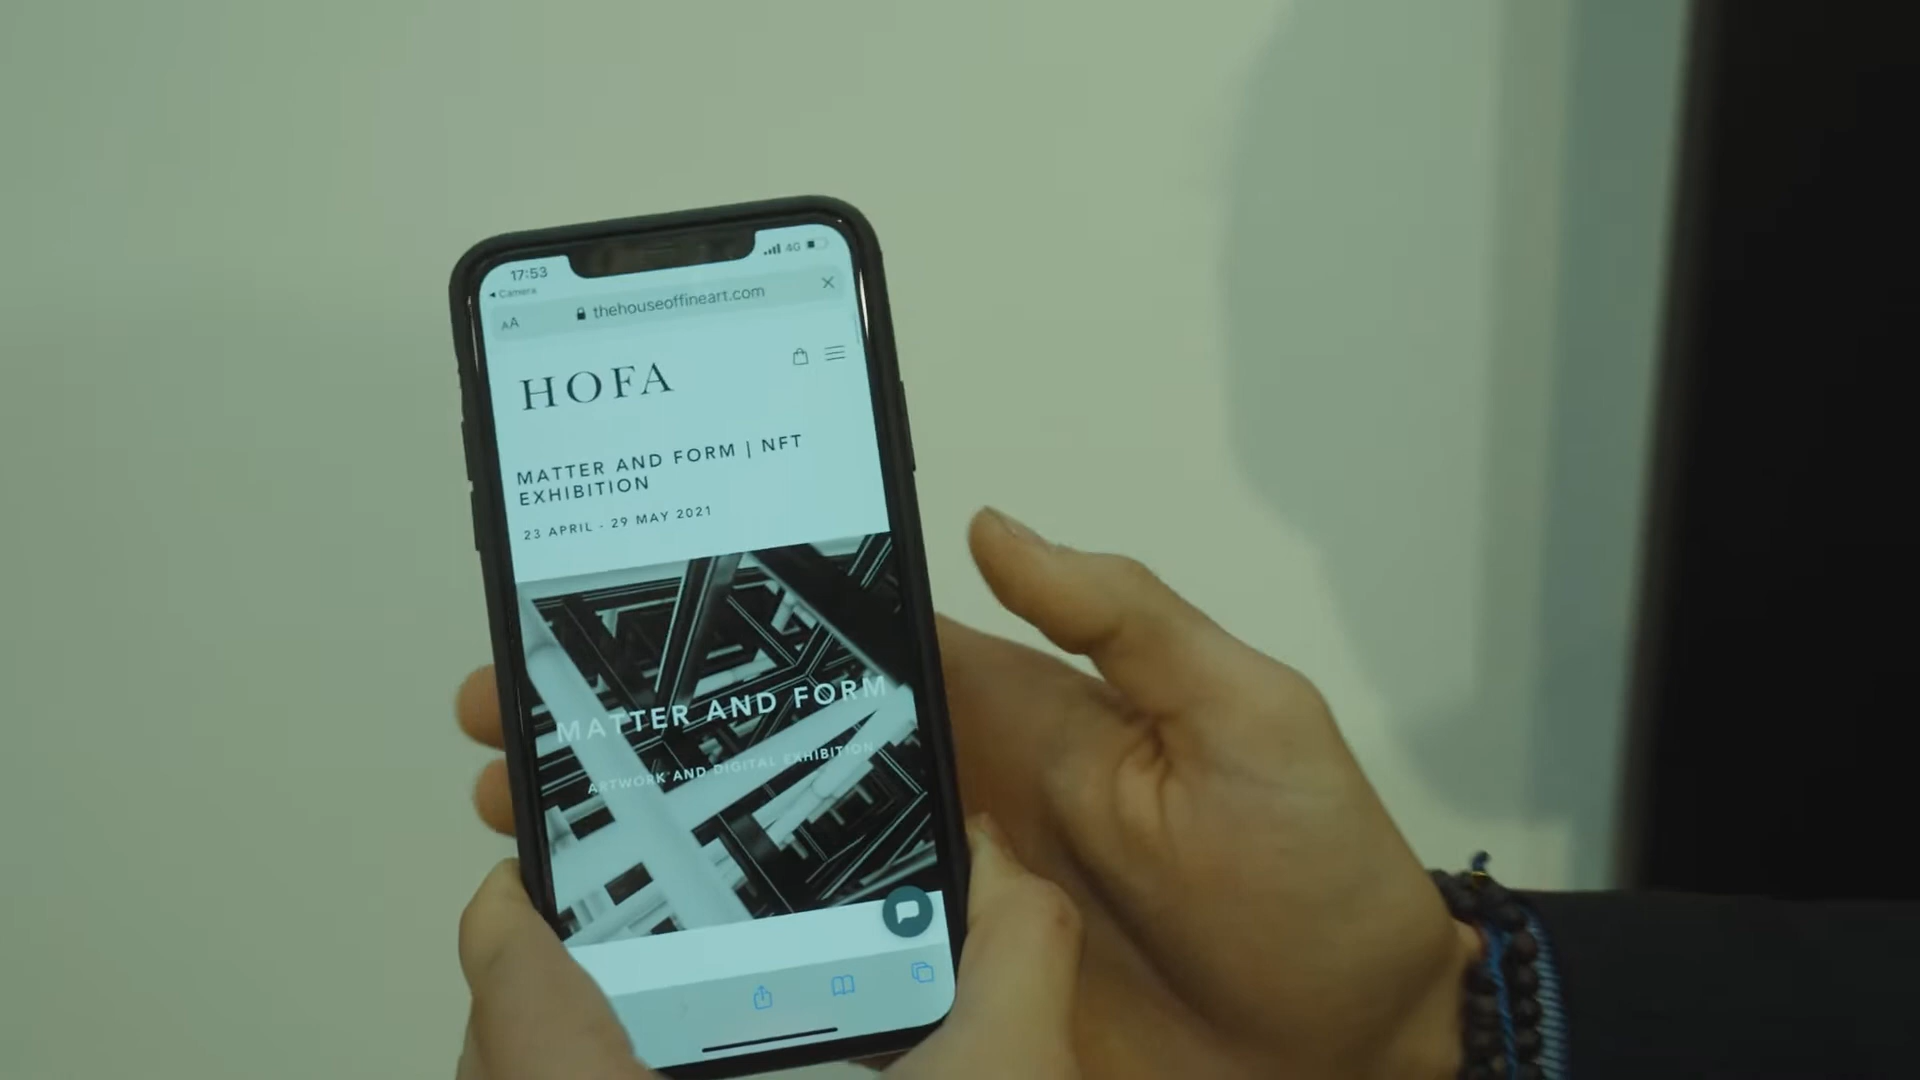 17:53
4G
Camera
AA
thehouseoffineart.com
HOFA
MATTER AND FORM | NFT
EXHIBITION
23 APRIL - 29 MAY 2021
MATTER AND FORM
ARTWORK AND DIGITAL EXHIBITION